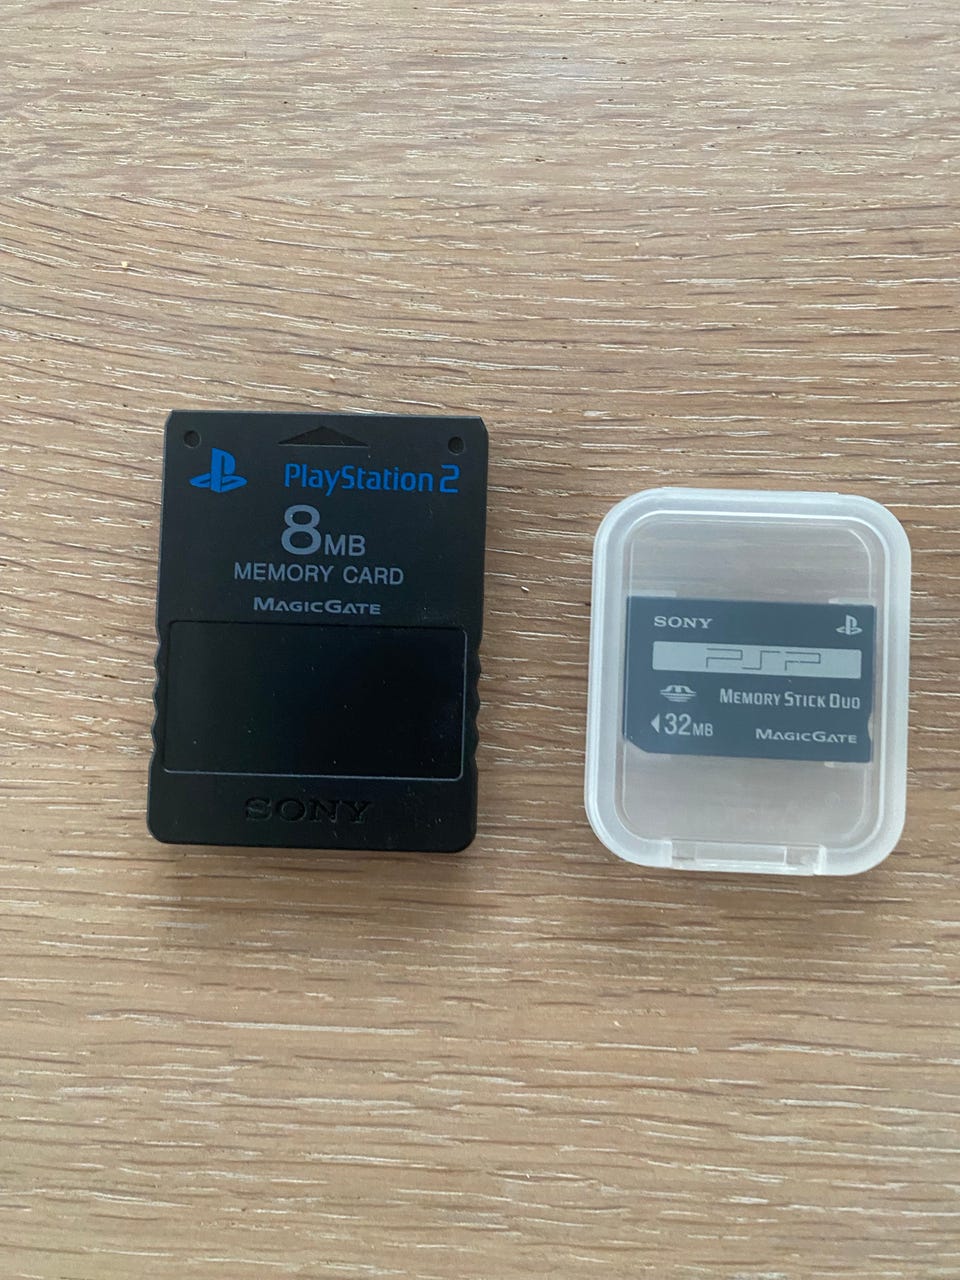 PlayStation 2
8MB
MEMORY CARD
MAGICGATE
SONY
SONY
PSP
MEMORY STICK DUO
32MB
MAGICGATE